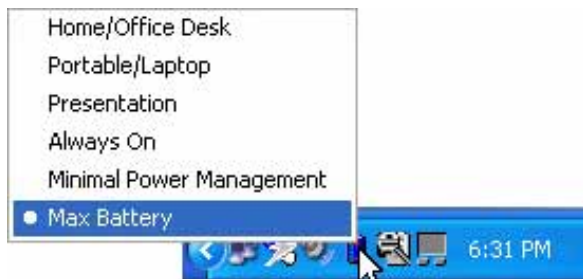 Home/Office Desk
Portable/Laptop
Presentation
Always On
Minimal Power Management
Max Battery
6:31 PM